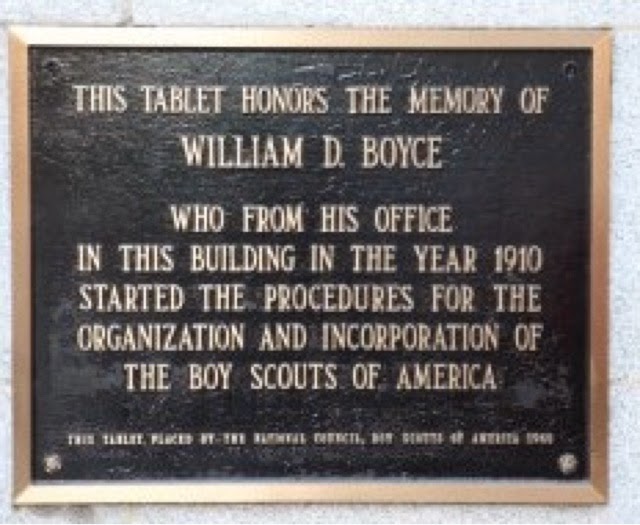 THIS TABLET HONORS THE MEMORY OF
WILLIAM D. BOYCE
WHO FROM HIS OFFICE
IN THIS BUILDING IN THE YEAR 1910
STARTED THE PROCEDURES FOR THE
ORGANIZATION AND INCORPORATION OF
THE BOY SCOUTS OF AMERICA
THIS TABLET PLACED BY THE NATIONAL COUNCIL, BOY SCOUTS OF AMERICA